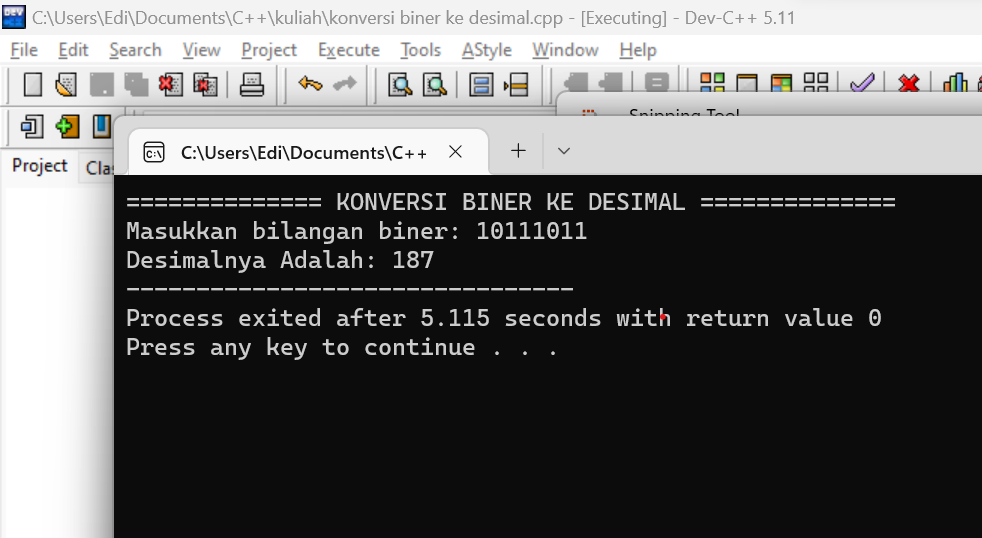 DEV
C:\Users\Edi\Documents\C++\kuliah\konversi biner ke desimal.cpp - [Executing] - Dev-C++ 5.11
File Edit Search View Project Execute Tools AStyle Window Help
Snipping Tool
Project Clas
C:\ C:\Users\Edi\Documents\C++
============== KONVERSI BINER KE DESIMAL ==============
Masukkan bilangan biner: 10111011
Desimalnya Adalah: 187
--------------------------------
Process exited after 5.115 seconds with return value 0
Press any key to continue . . .